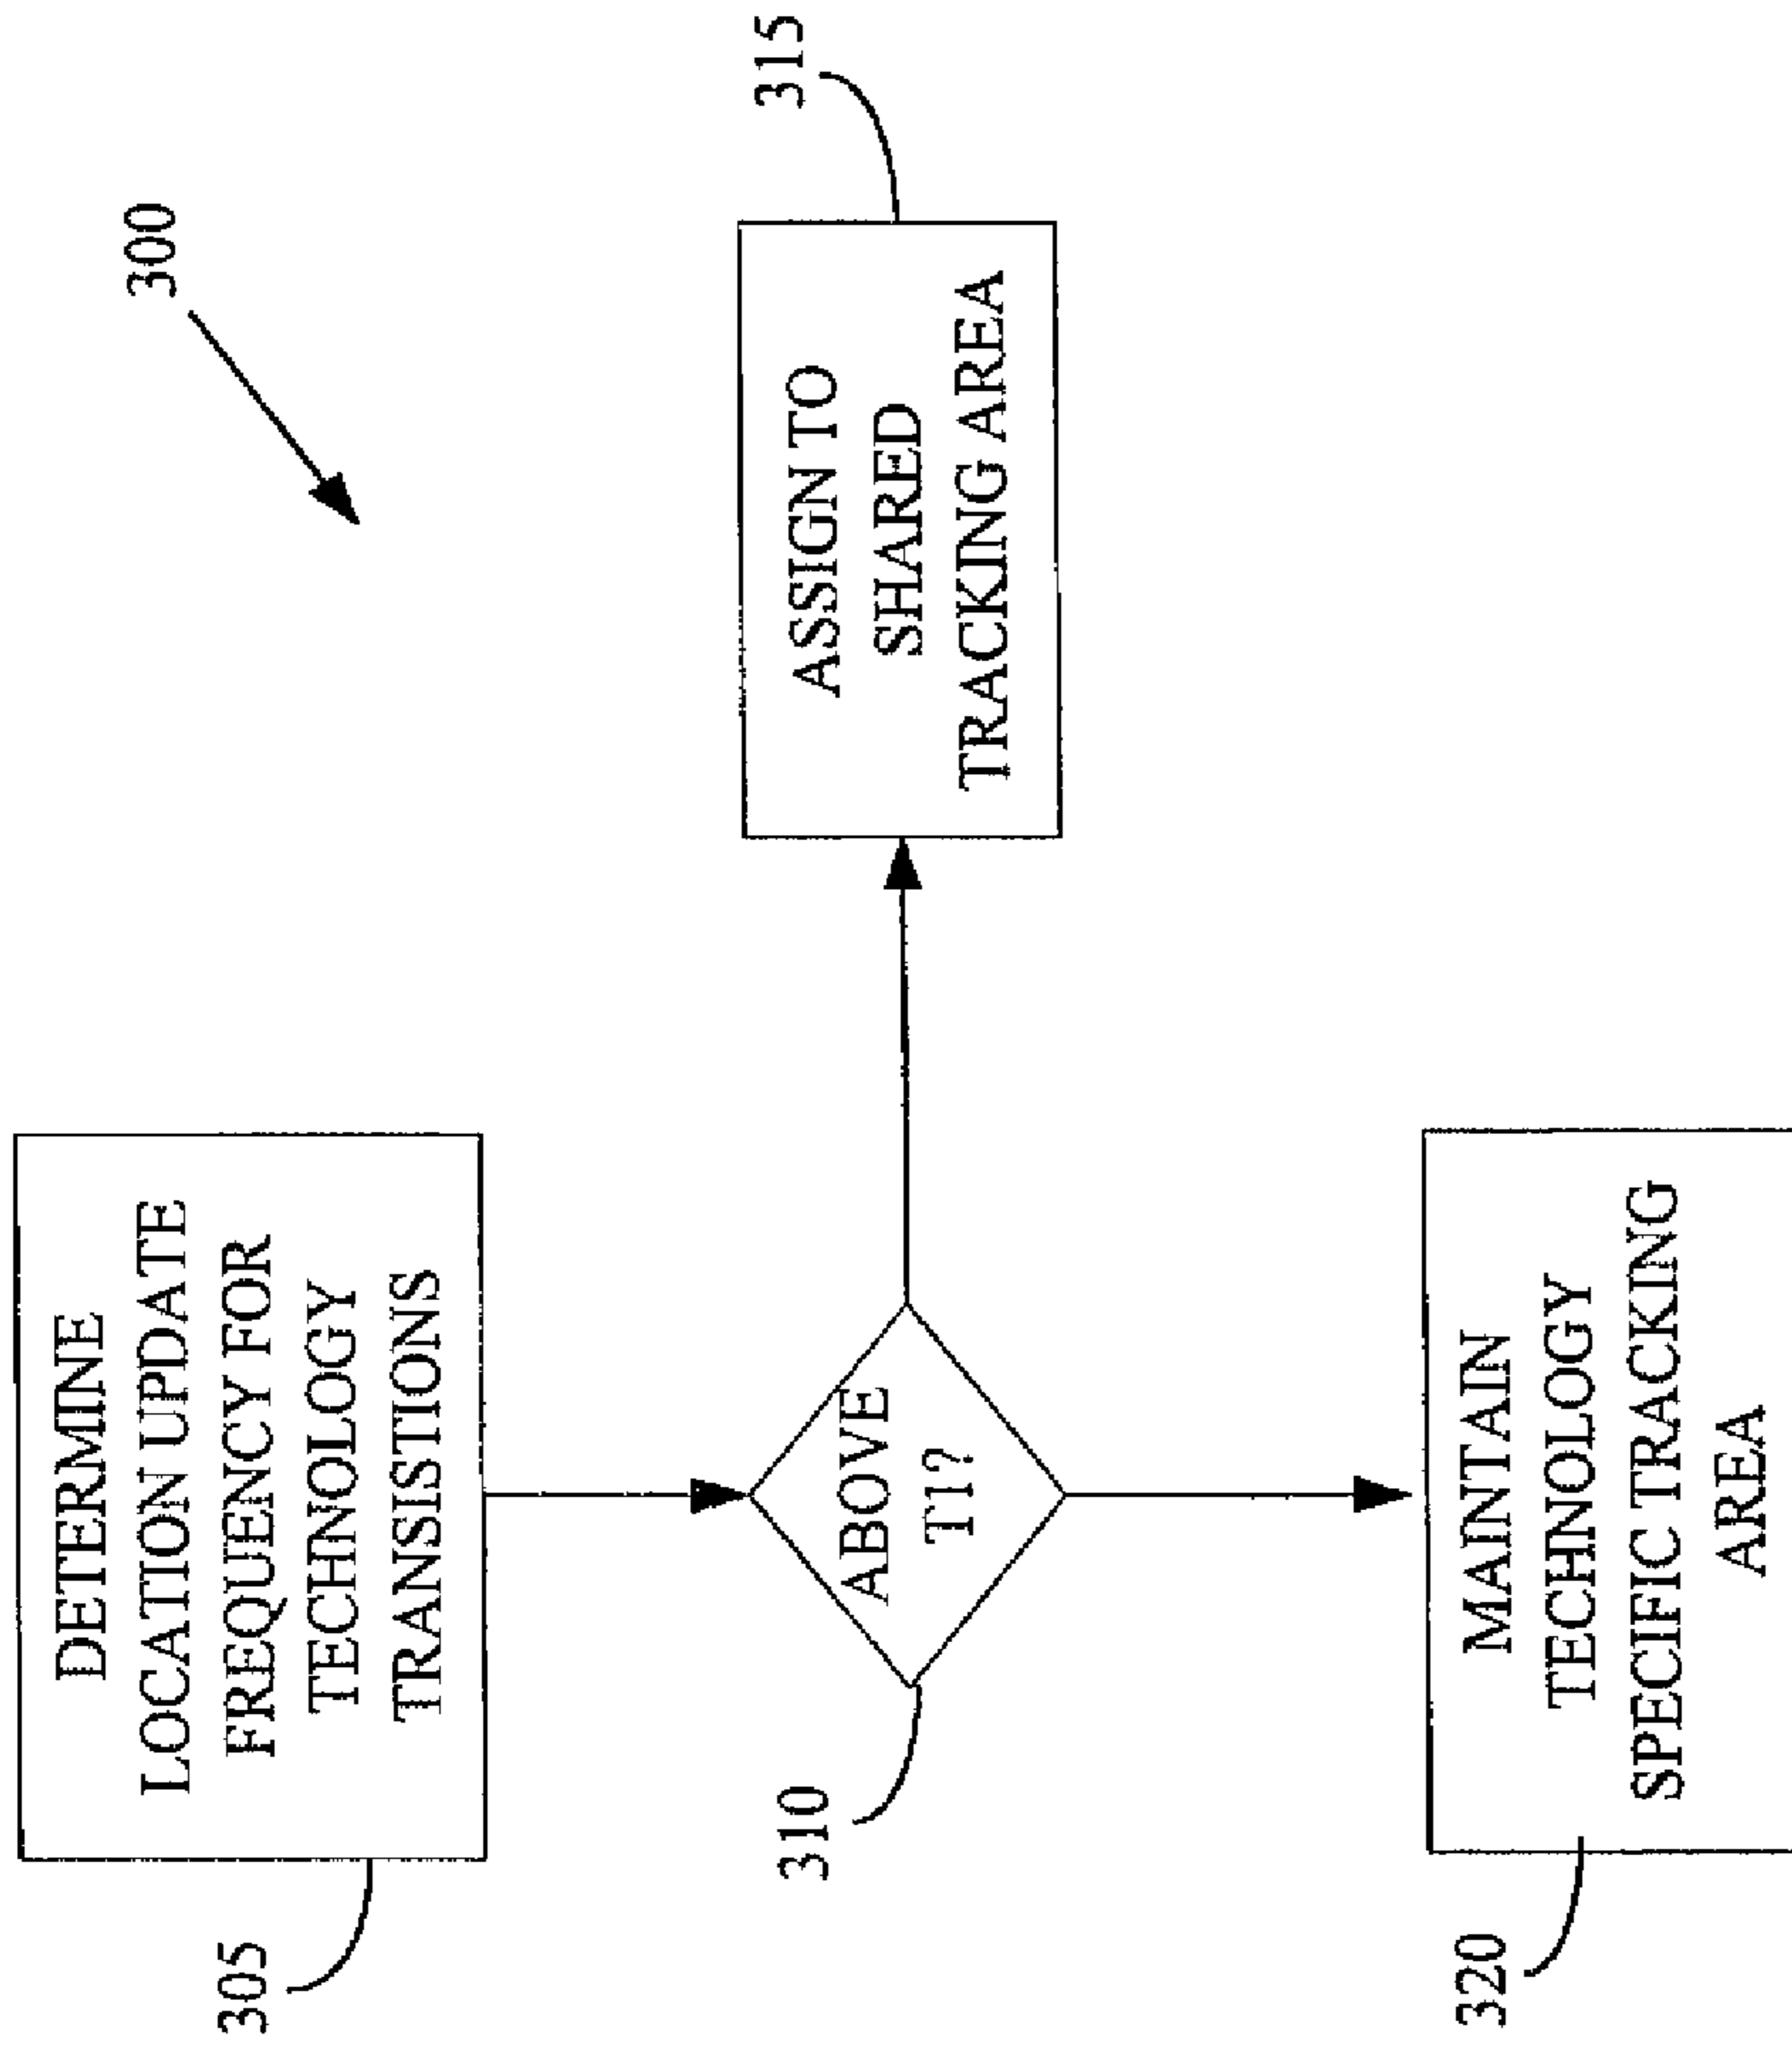 300
305
DETERMINE
LOCATION UPDATE
FREQUENCY FOR
TECHNOLOGY
TRANSISTIONS
310
ABOVE
T1?
315
ASSIGN TO
SHARED
TRACKING AREA
320
MAINTAIN
TECHNOLOGY
SPECIFIC TRACKING
AREA